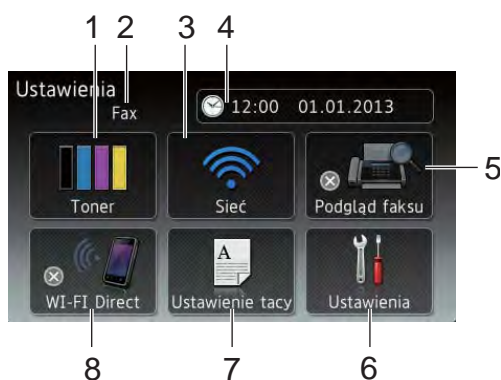 1 2 3 4
Ustawienia
Fax
12:00 01.01.2013
5
Toner
Sieć
Podgląd faksu
A
WI-FI Direct
Ustawienie tacy
Ustawienia
8 7 6